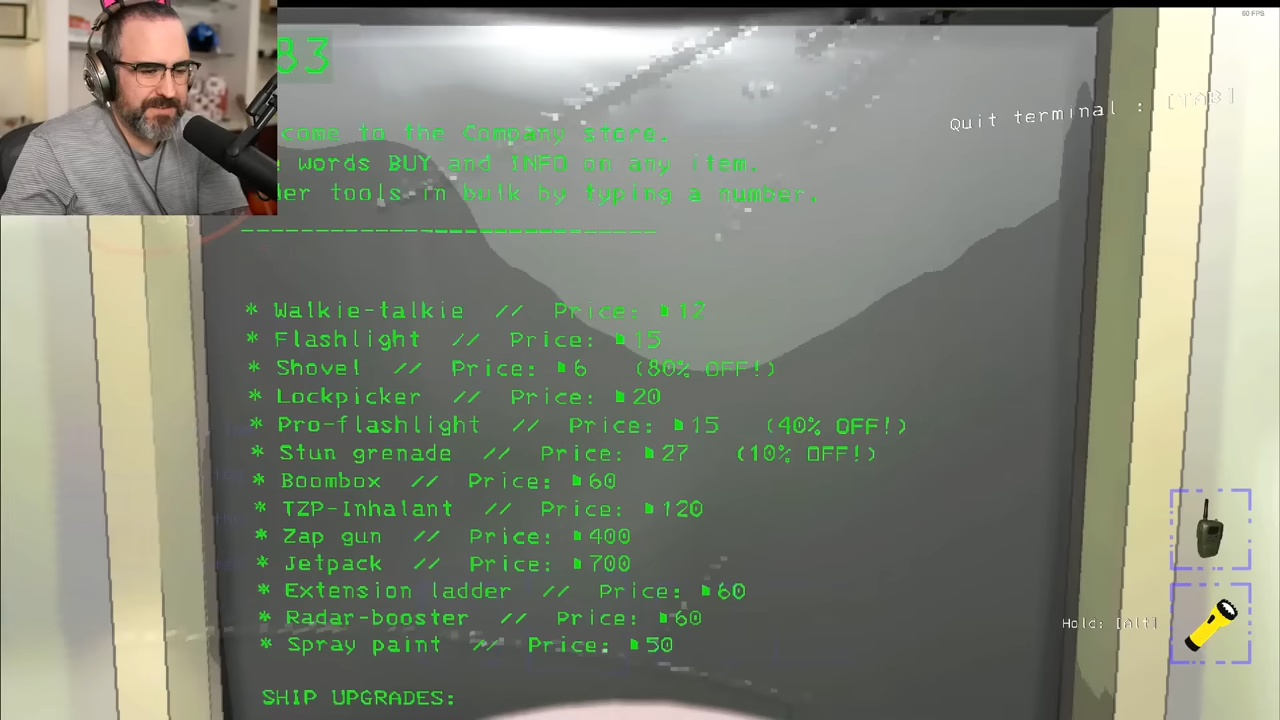 60 FPS
83
Quit terminal : [TAB]
come to the Company store.
words BUY and INFO on any item.
der tools in bulk by typing a number.
----------------------------
* Walkie-talkie // Price: 12
* Flashlight // Price: 15
* Shovel // Price: 6 (80% OFF!)
* Lockpicker // Price: 20
* Pro-flashlight // Price: 15 (40% OFF!)
* Stun grenade // Price: 27 (10% OFF!)
* Boombox // Price: 60
* TZP-Inhalant // Price: 120
* Zap gun // Price: 400
* Jetpack // Price: 700
* Extension ladder // Price: 60
* Radar-booster // Price: 60
* Spray paint // Price: 50
Hold: [Alt]
SHIP UPGRADES: